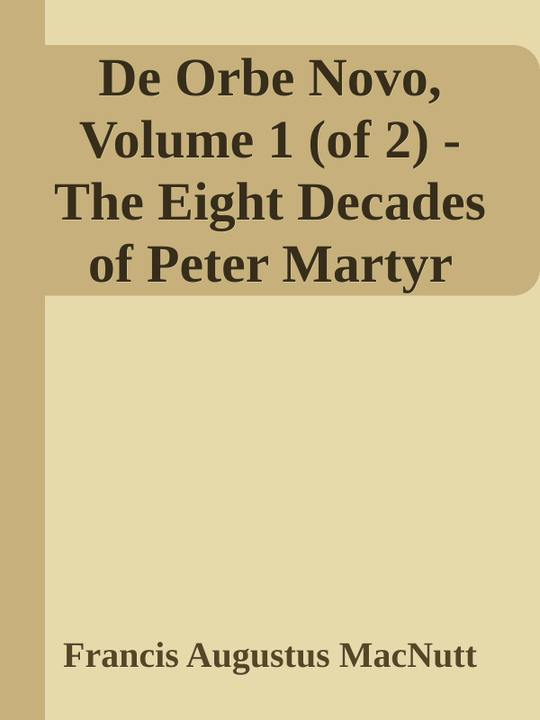 De Orbe Novo,
Volume 1 (of 2) -
The Eight Decades
of Peter Martyr
Francis Augustus MacNutt